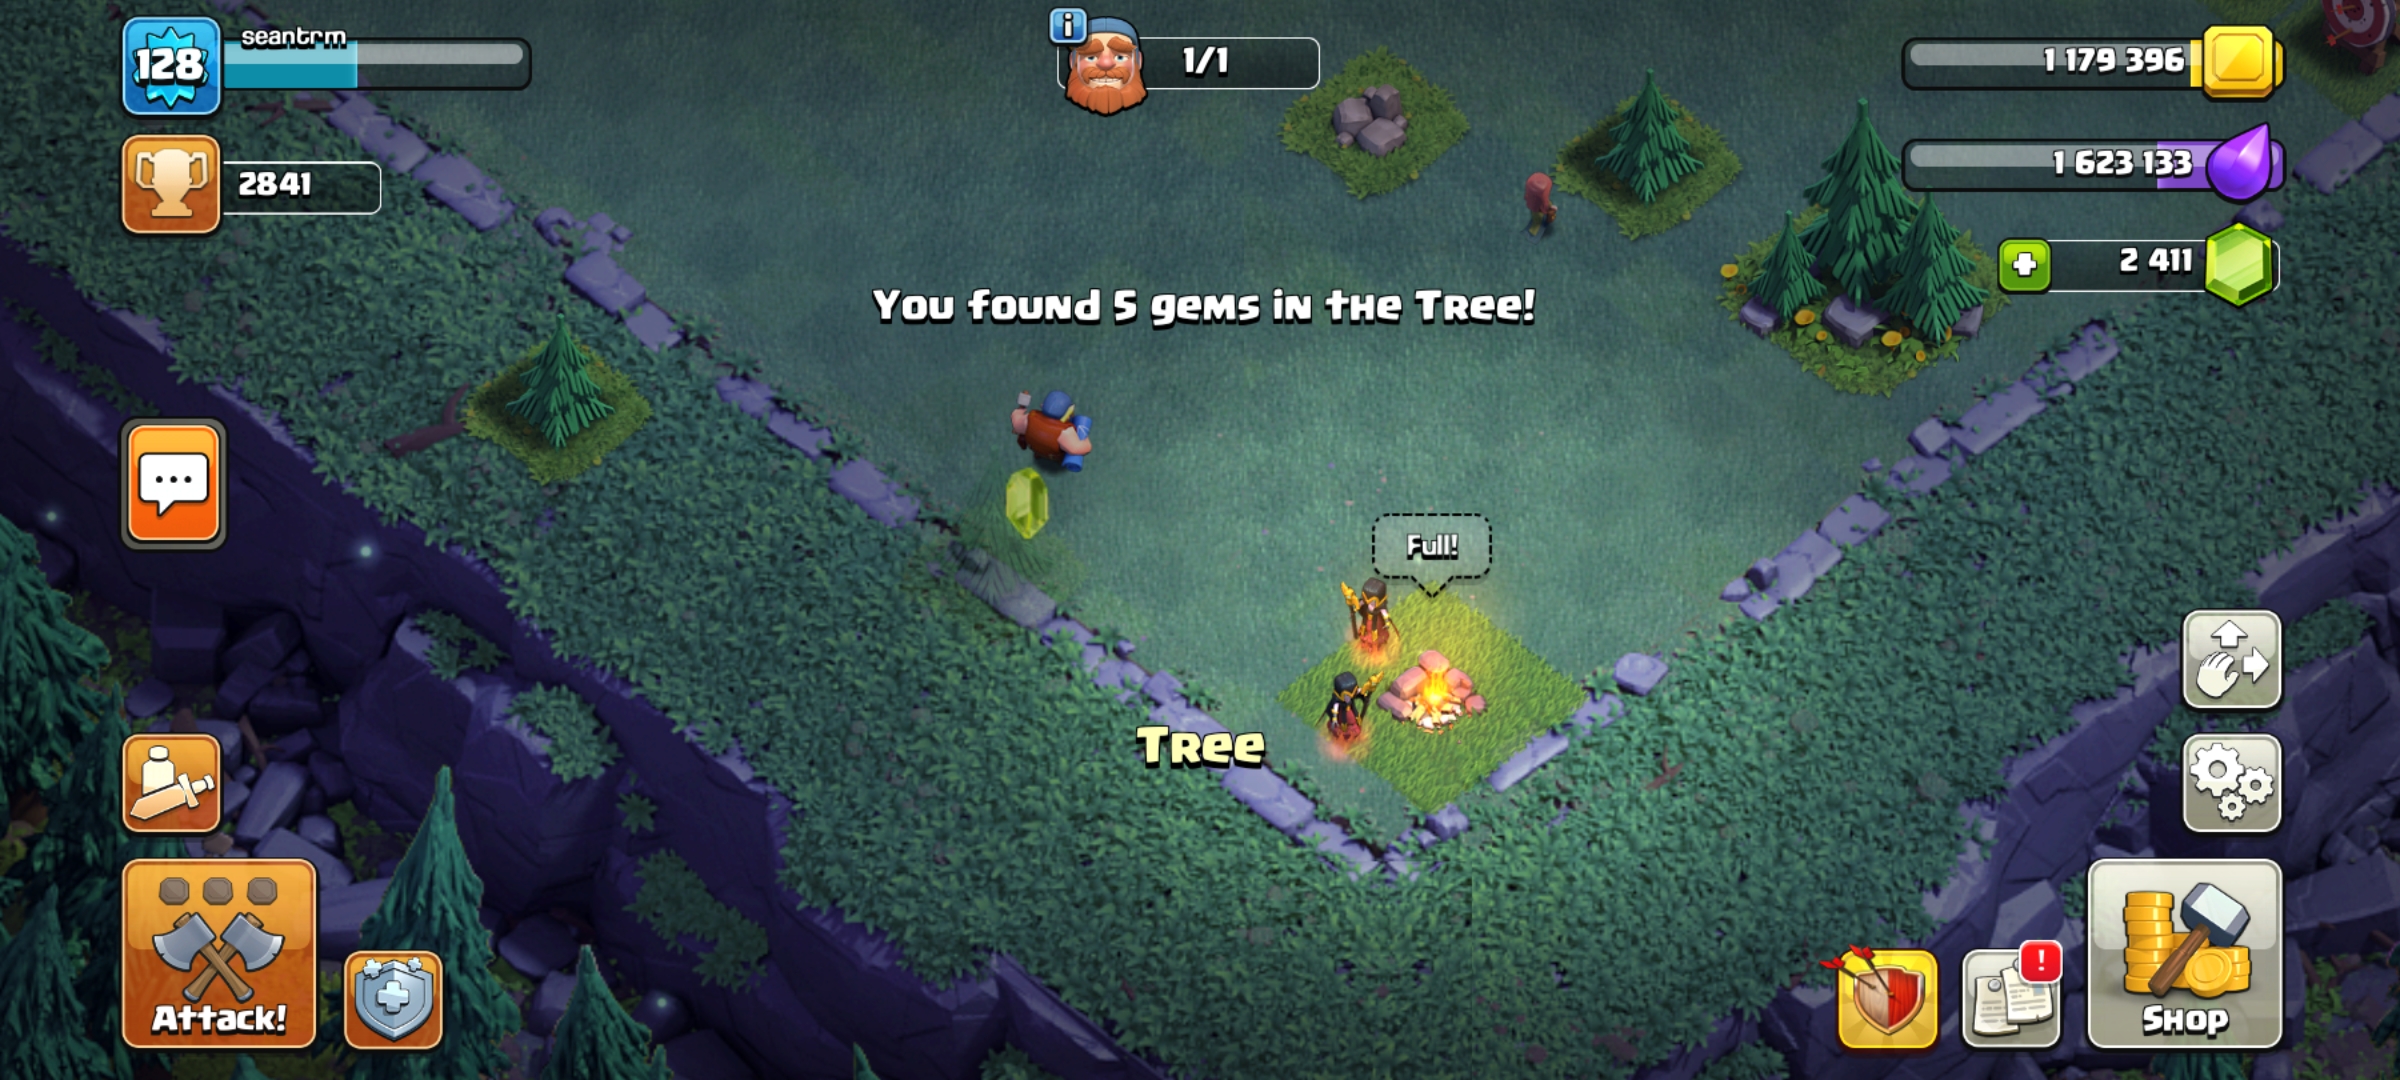 128
seantrm
i
1/1
1 179 396
2841
1 623 133
2 411
You found 5 gems in the Tree!
Full!
Tree
Attack!
!
Shop